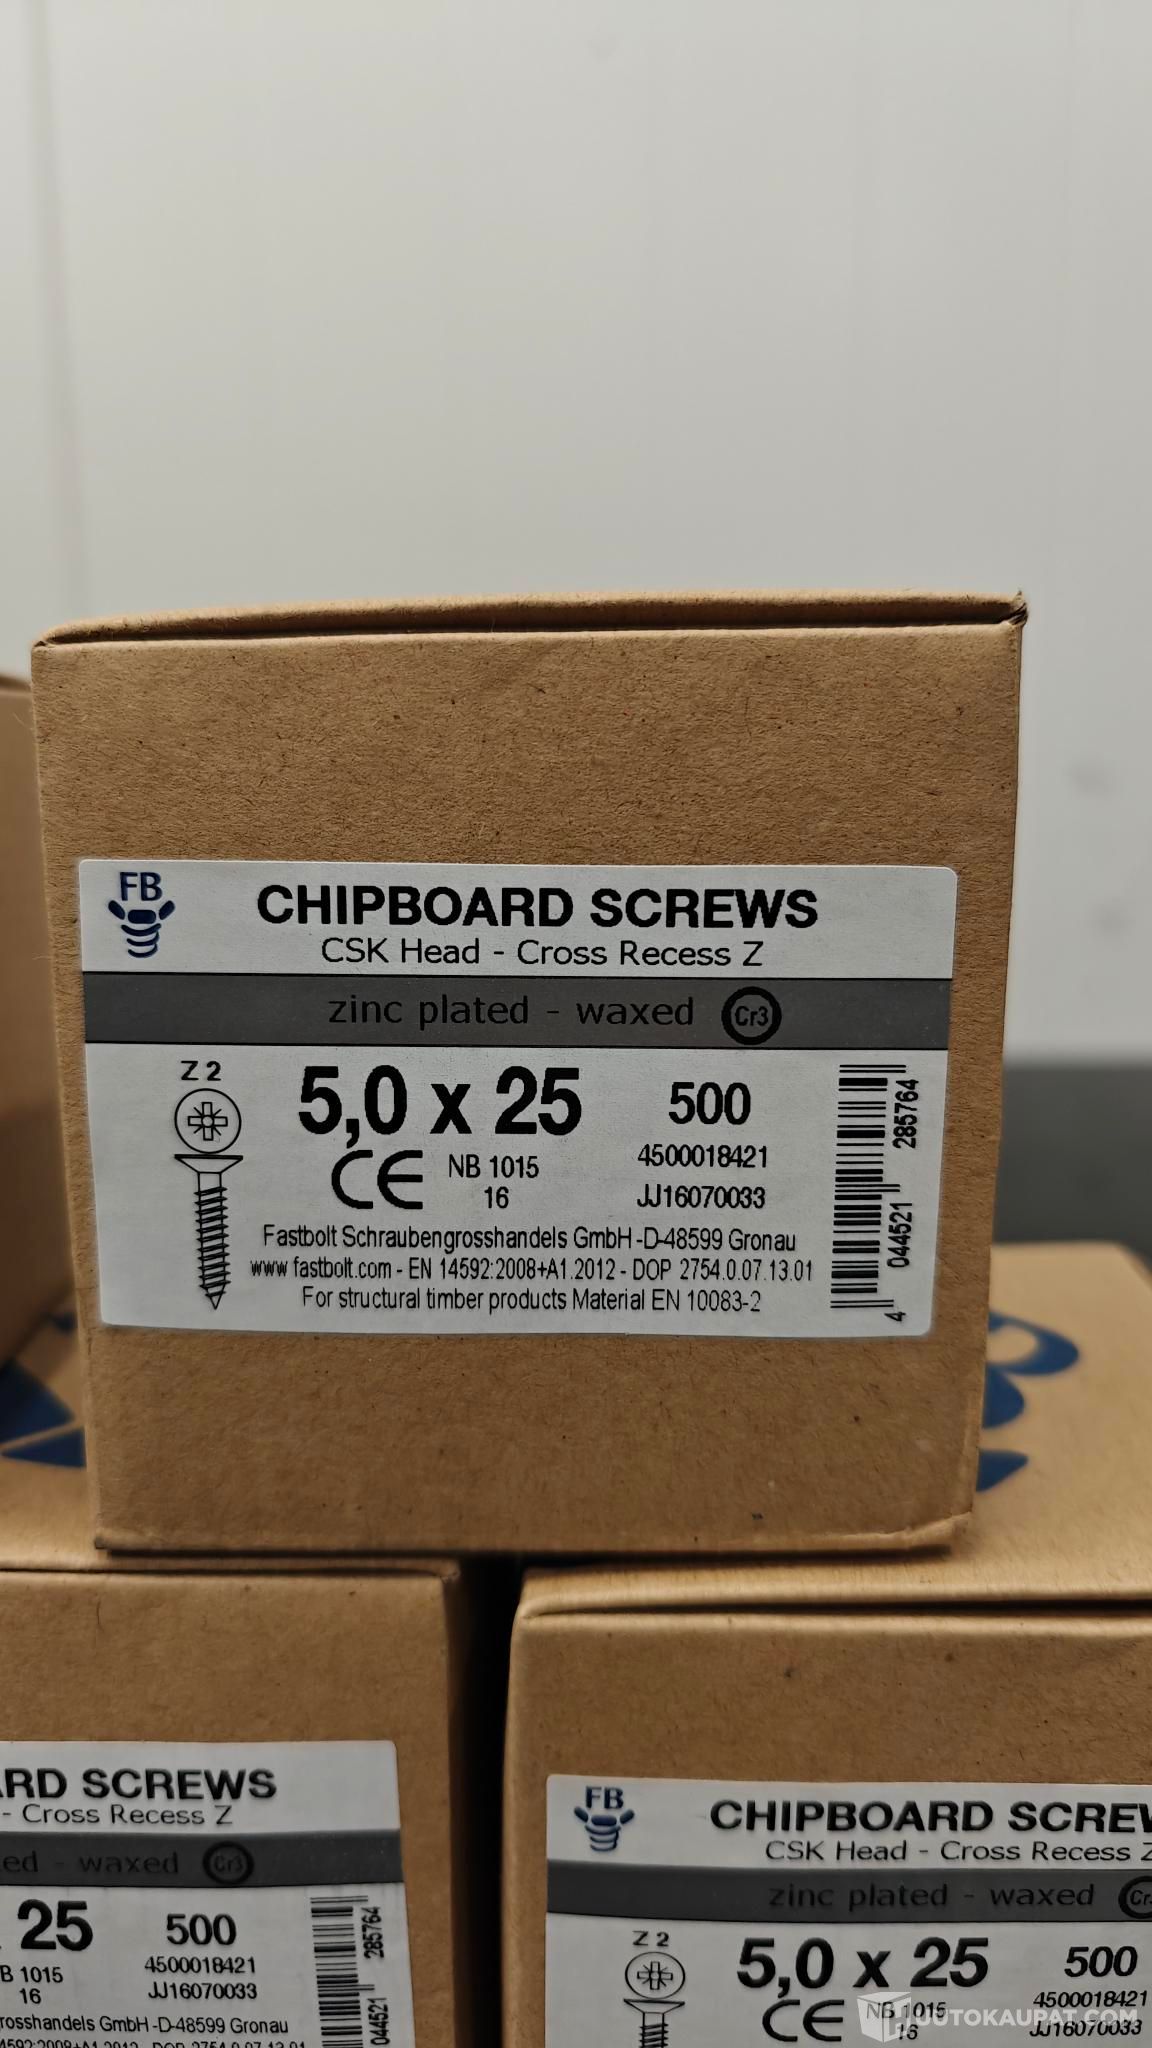 FB
CHIPBOARD SCREWS
CSK Head - Cross Recess Z
zinc plated - waxed Cr3
Z 2
5,0 x 25
500
CE
NB 1015
16
4500018421
JJ16070033
Fastbolt Schraubengrosshandels GmbH -D-48599 Gronau
www.fastbolt.com - EN 14592:2008+A1.2012 - DOP 2754.0.07.13.01
For structural timber products Material EN 10083-2
4 044521 285764
RD SCREWS
- Cross Recess Z
ed - waxed Cr3
25
500
B 1015
16
4500018421
JJ16070033
rosshandels GmbH -D-48599 Gronau
044521 285764
FB
CHIPBOARD SCREW
CSK Head - Cross Recess Z
zinc plated - waxed Cr
Z 2
5,0 x 25
500
CE
NB 1015
16
4500018421
JJ16070033
UUTOKAUPAT.COM